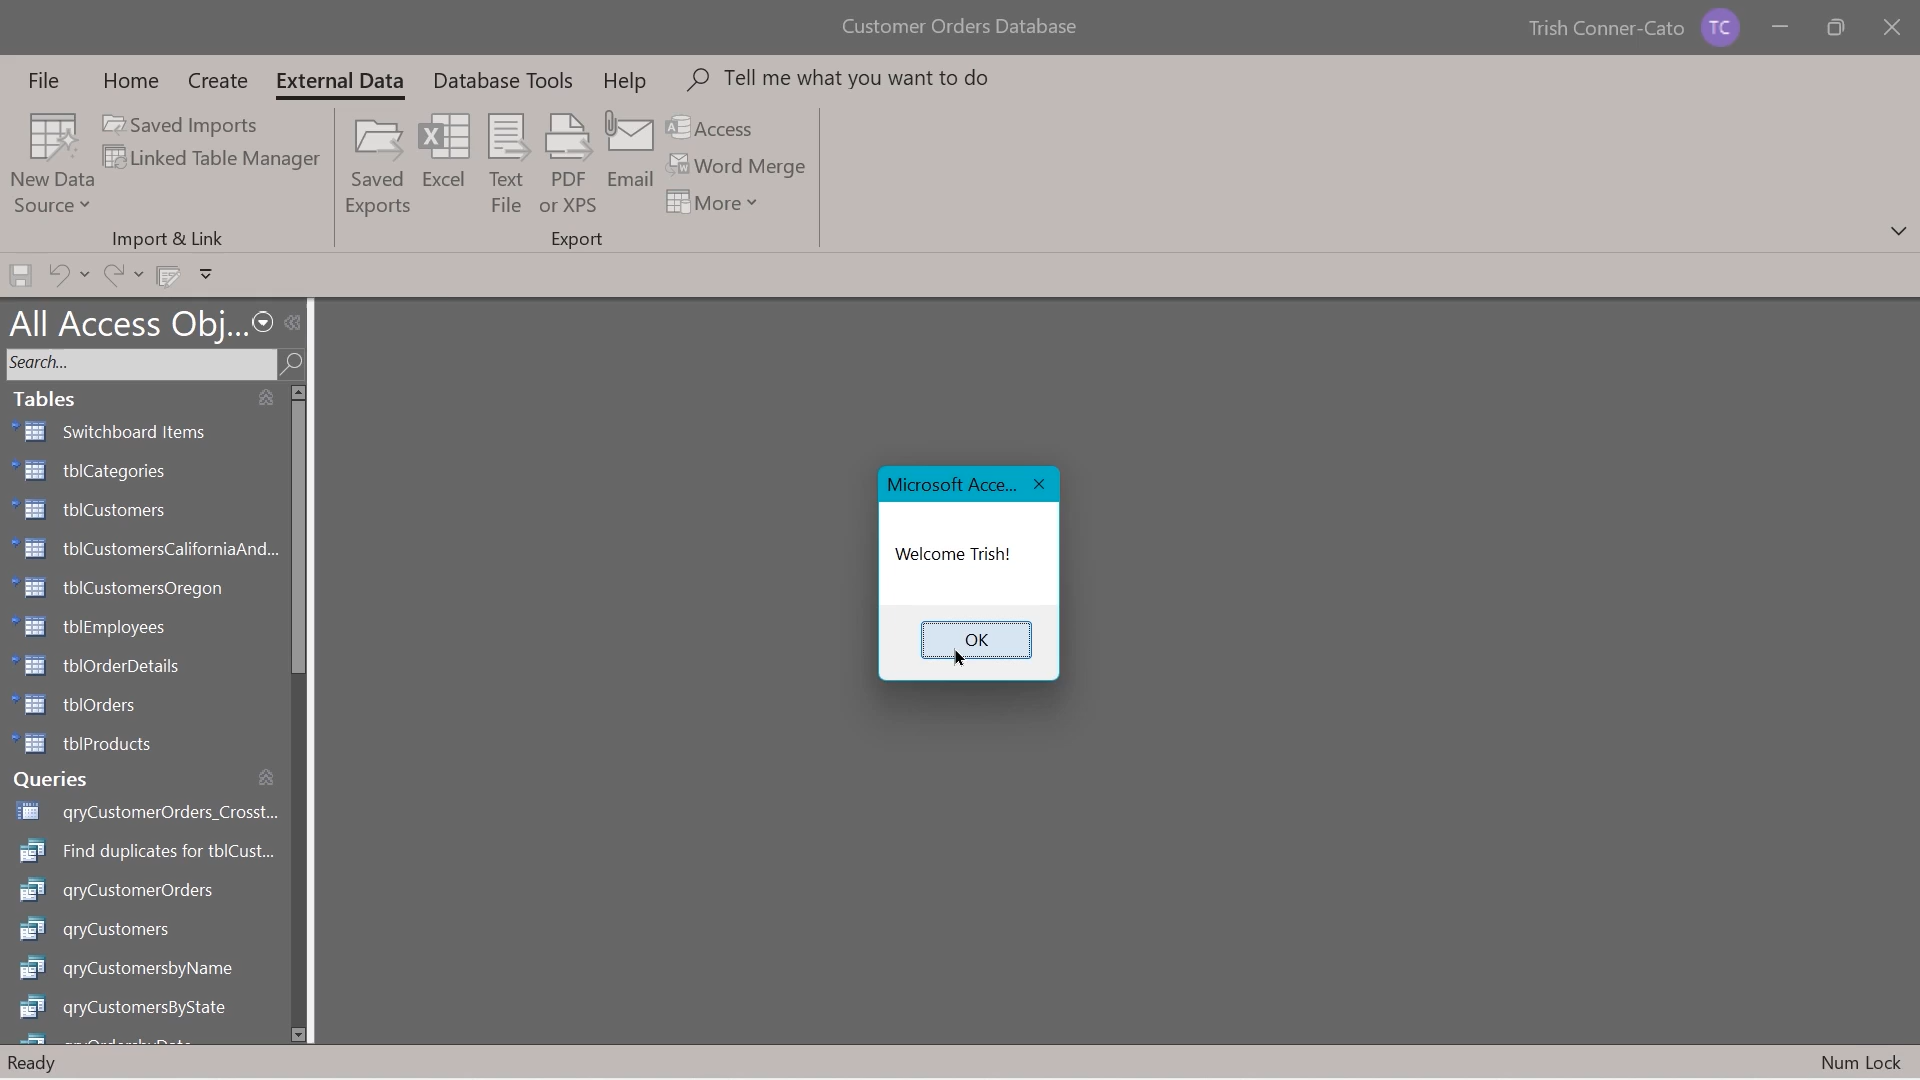 Customer Orders Database
Trish Conner-Cato TC
File Home Create External Data Database Tools Help Tell me what you want to do
New Data Source
Saved Imports
Linked Table Manager
Import & Link
Saved Exports
Excel
Text File
PDF or XPS
Email
Access
Word Merge
More
Export
All Access Obj...
Search...
Tables
Switchboard Items
tblCategories
tblCustomers
tblCustomersCaliforniaAnd...
tblCustomersOregon
tblEmployees
tblOrderDetails
tblOrders
tblProducts
Queries
qryCustomerOrders_Crosst...
Find duplicates for tblCust...
qryCustomerOrders
qryCustomers
qryCustomersbyName
qryCustomersByState
Microsoft Acce...
Welcome Trish!
OK
Ready
Num Lock